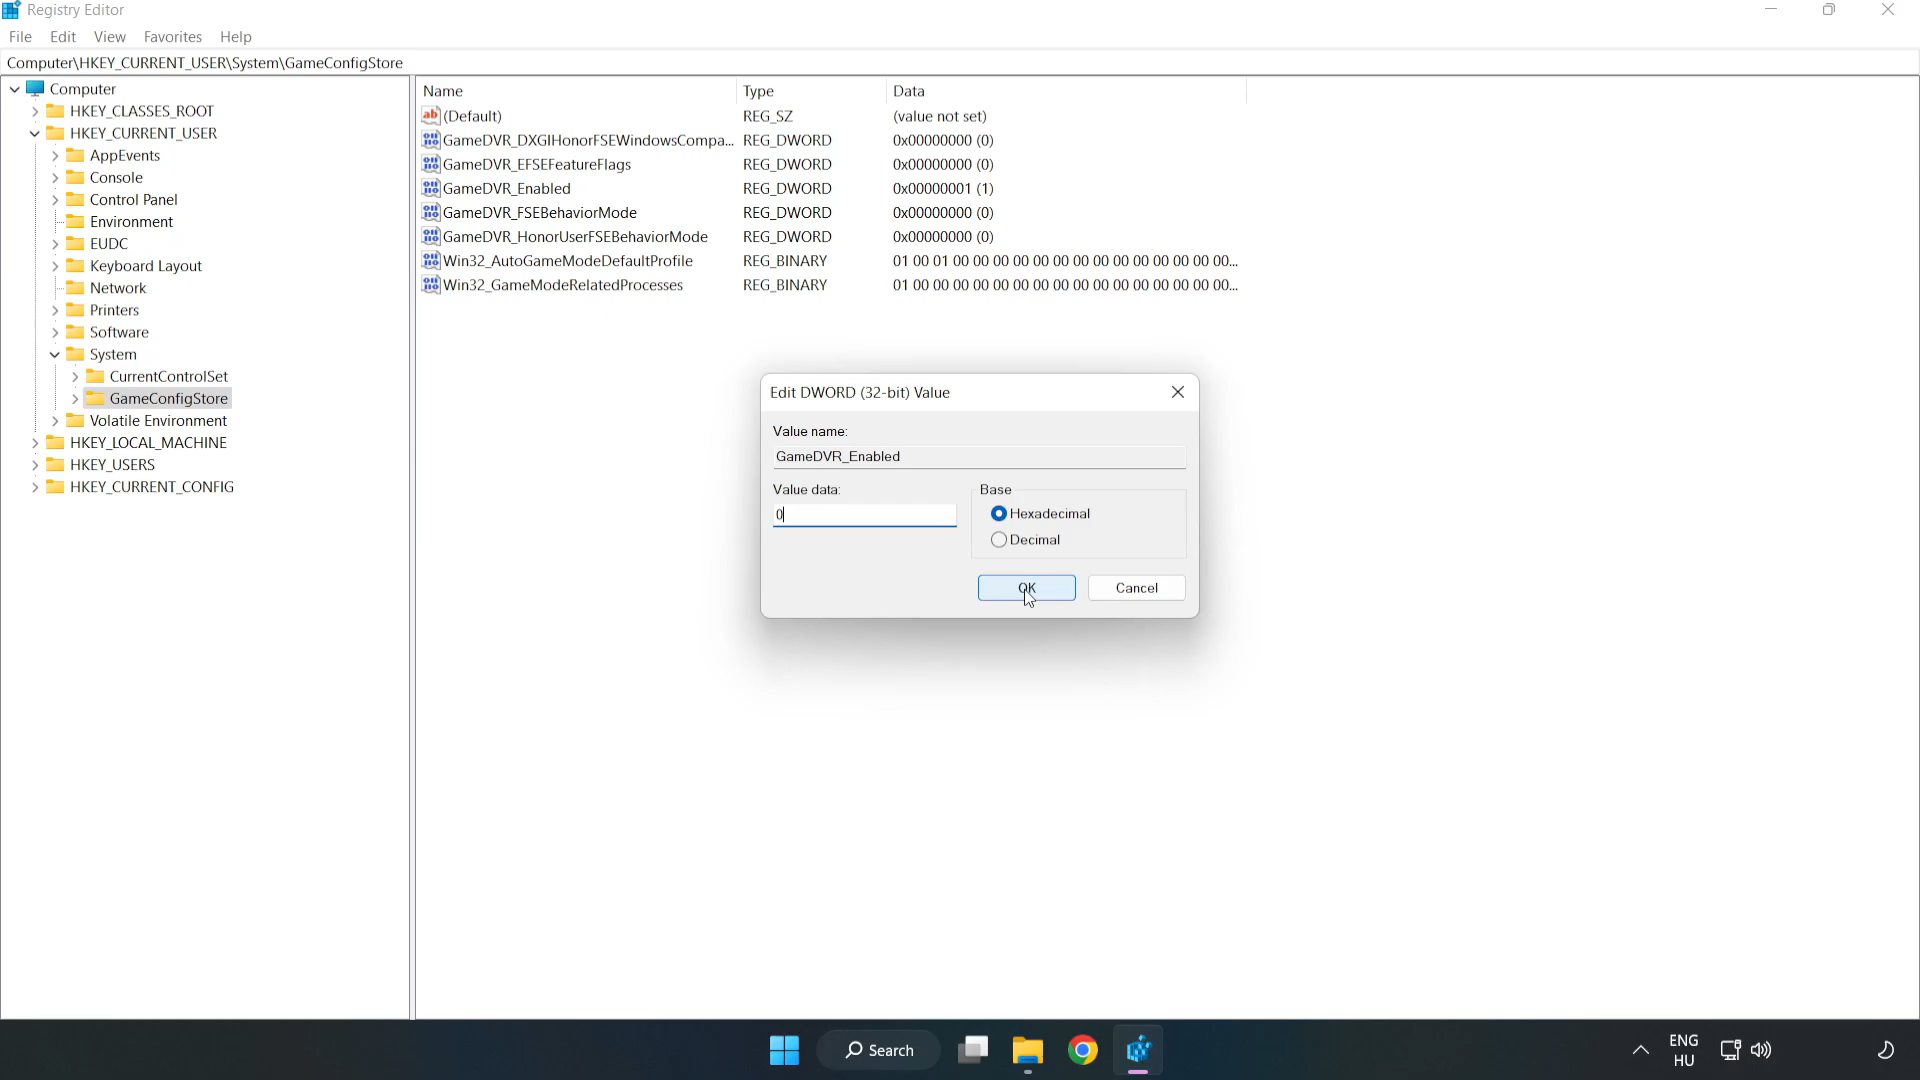 Registry Editor
File Edit View Favorites Help
Computer\HKEY_CURRENT_USER\System\GameConfigStore
Computer
HKEY_CLASSES_ROOT
HKEY_CURRENT_USER
AppEvents
Console
Control Panel
Environment
EUDC
Keyboard Layout
Network
Printers
Software
System
CurrentControlSet
GameConfigStore
Volatile Environment
HKEY_LOCAL_MACHINE
HKEY_USERS
HKEY_CURRENT_CONFIG
Name Type Data
(Default) REG_SZ (value not set)
GameDVR_DXGIHonorFSEWindowsCompa... REG_DWORD 0x00000000 (0)
GameDVR_EFSEFeatureFlags REG_DWORD 0x00000000 (0)
GameDVR_Enabled REG_DWORD 0x00000001 (1)
GameDVR_FSEBehaviorMode REG_DWORD 0x00000000 (0)
GameDVR_HonorUserFSEBehaviorMode REG_DWORD 0x00000000 (0)
Win32_AutoGameModeDefaultProfile REG_BINARY 01 00 01 00 00 00 00 00 00 00 00 00 00 00 00 00 00...
Win32_GameModeRelatedProcesses REG_BINARY 01 00 00 00 00 00 00 00 00 00 00 00 00 00 00 00 00...
Edit DWORD (32-bit) Value
Value name:
GameDVR_Enabled
Value data: Base
0 Hexadecimal
Decimal
OK Cancel
Search
ENG
HU